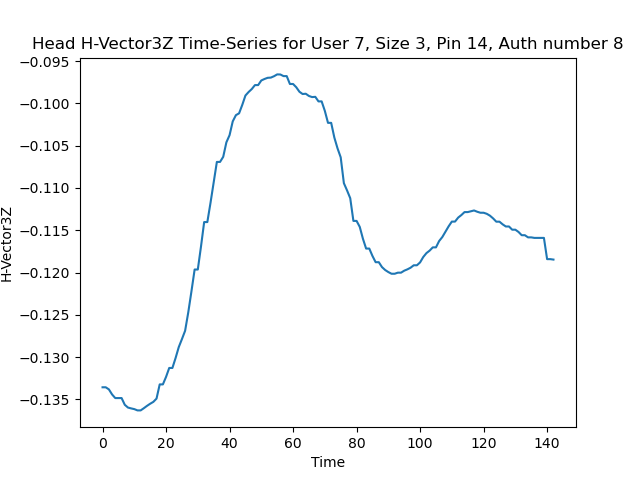 Head H-Vector3Z Time-Series for User 7, Size 3, Pin 14, Auth number 8
−0.095
−0.100
−0.105
−0.110
−0.115
−0.120
−0.125
−0.130
−0.135
H-Vector3Z
0 20 40 60 80 100 120 140
Time